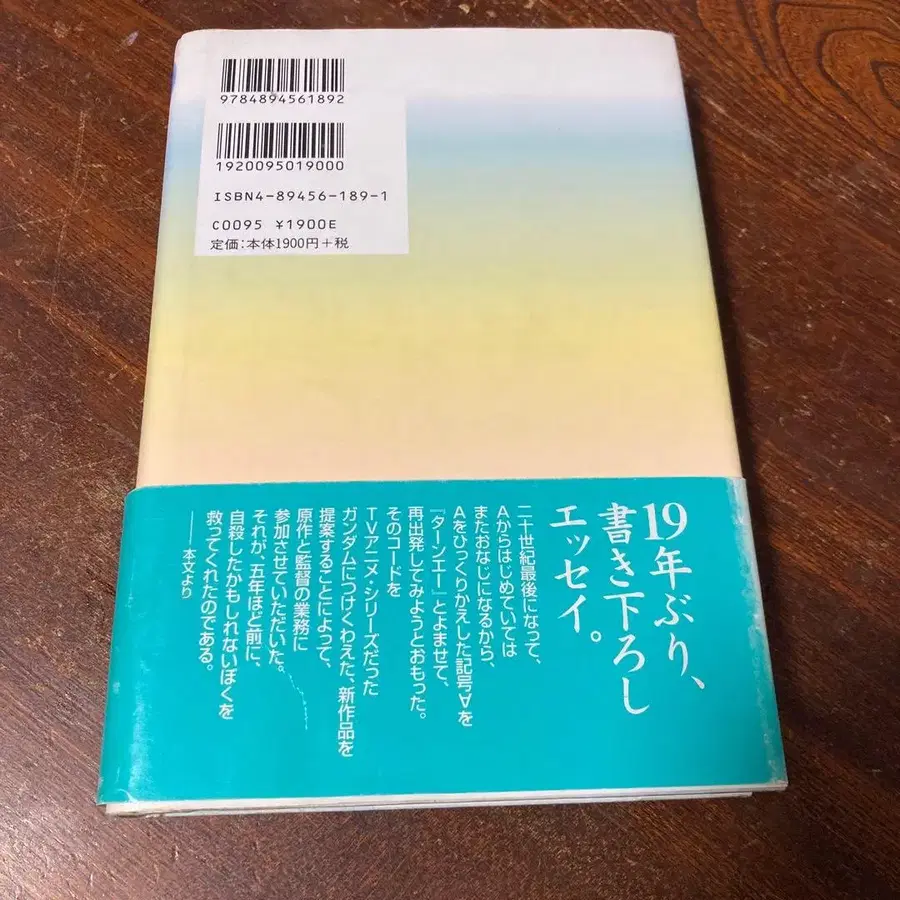 9784894561892
1920095019000
ISBN4-89456-189-1
C0095 ¥1900E
定価:本体1900円+税
19年ぶり、
書き下ろし
エッセイ。
二十世紀最後になって、
Aからはじめていては
またおなじになるから、
Aをひっくりかえした記号∀を
『ターンエー』とよませて、
再出発してみようとおもった。
そのコードを
TVアニメ・シリーズだった
ガンダムにつけくわえた、新作品を
提案することによって、
原作と監督の業務に
参加させていただいた。
それが、五年ほど前に、
自殺したかもしれないぼくを
救ってくれたのである。
——本文より